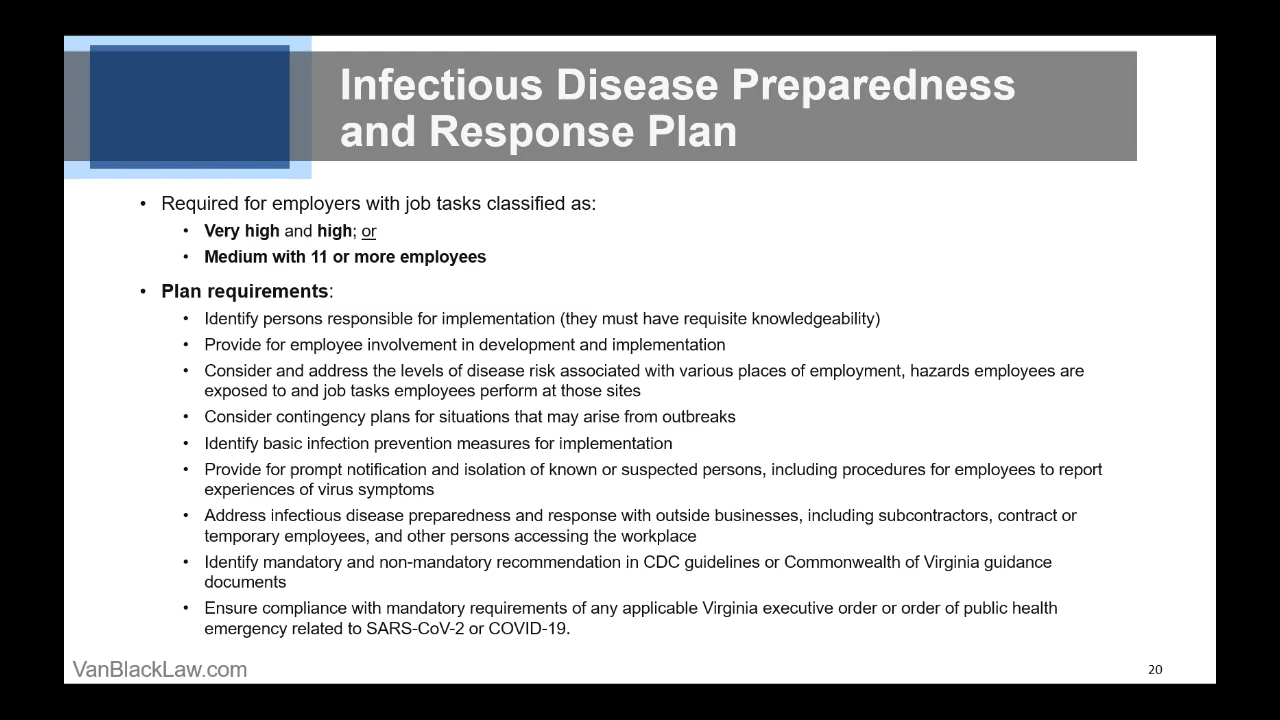 Infectious Disease Preparedness
and Response Plan
• Required for employers with job tasks classified as:
• Very high and high; or
• Medium with 11 or more employees
• Plan requirements:
• Identify persons responsible for implementation (they must have requisite knowledgeability)
• Provide for employee involvement in development and implementation
• Consider and address the levels of disease risk associated with various places of employment, hazards employees are
exposed to and job tasks employees perform at those sites
• Consider contingency plans for situations that may arise from outbreaks
• Identify basic infection prevention measures for implementation
• Provide for prompt notification and isolation of known or suspected persons, including procedures for employees to report
experiences of virus symptoms
• Address infectious disease preparedness and response with outside businesses, including subcontractors, contract or
temporary employees, and other persons accessing the workplace
• Identify mandatory and non-mandatory recommendation in CDC guidelines or Commonwealth of Virginia guidance
documents
• Ensure compliance with mandatory requirements of any applicable Virginia executive order or order of public health
emergency related to SARS-CoV-2 or COVID-19.
VanBlackLaw.com
20